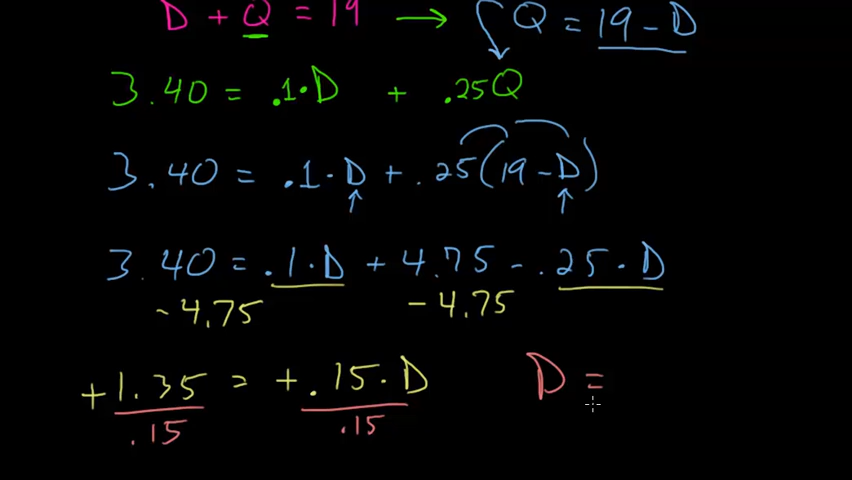 D + Q = 19 → Q = 19 - D
3.40 = .1·D + .25Q
3.40 = .1·D + .25(19-D)
3.40 = .1·D + 4.75 - .25·D
-4.75 -4.75
+1.35 = +.15·D D =
.15 .15